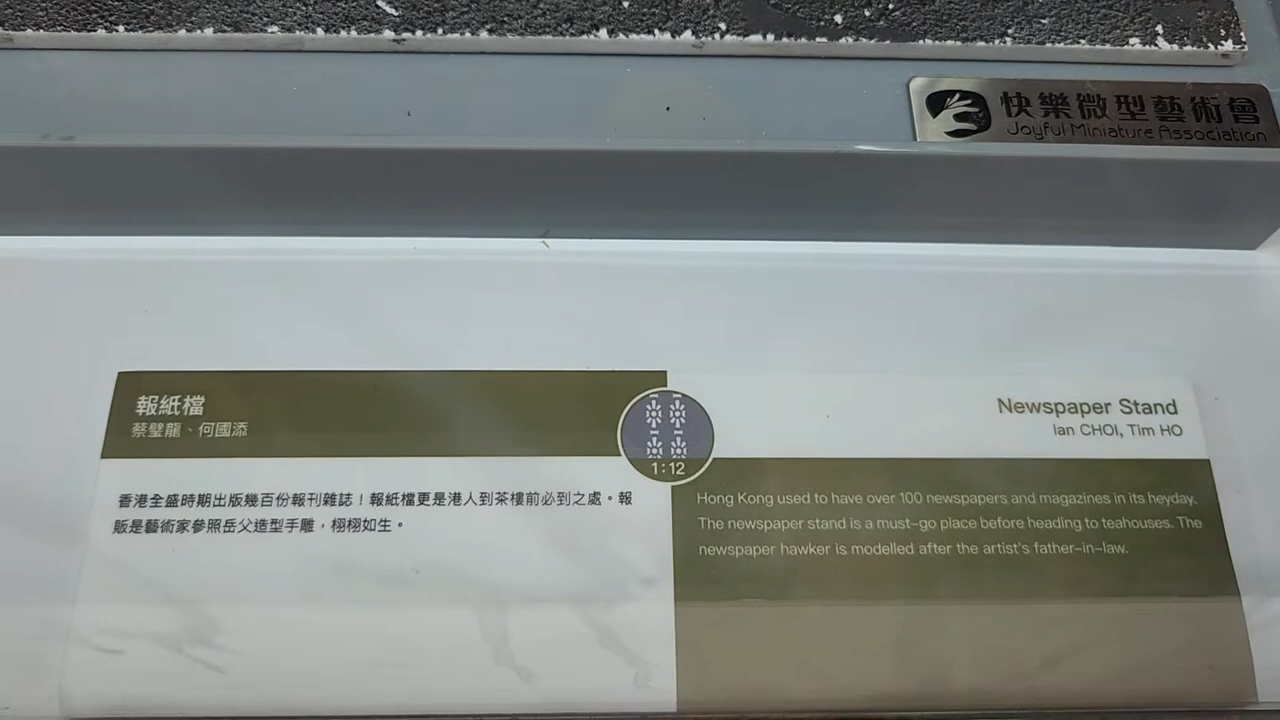 快樂微型藝術會
Joyful Miniature Association
報紙檔
蔡璧龍、何國添
香港全盛時期出版幾百份報刊雜誌！報紙檔更是港人到茶樓前必到之處。報
販是藝術家參照岳父造型手雕，栩栩如生。
1:12
Newspaper Stand
Ian CHOI, Tim HO
Hong Kong used to have over 100 newspapers and magazines in its heyday.
The newspaper stand is a must-go place before heading to teahouses. The
newspaper hawker is modelled after the artist's father-in-law.